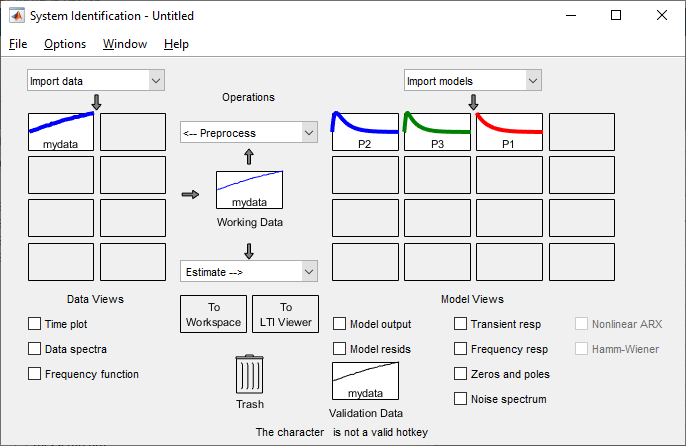 System Identification - Untitled
File Options Window Help
Import data
Import models
Operations
<-- Preprocess
mydata
P2
P3
P1
mydata
Working Data
Estimate -->
Data Views
Model Views
To
Workspace
To
LTI Viewer
Time plot
Data spectra
Frequency function
Model output
Model resids
Transient resp
Frequency resp
Zeros and poles
Noise spectrum
Nonlinear ARX
Hamm-Wiener
Trash
mydata
Validation Data
The character is not a valid hotkey